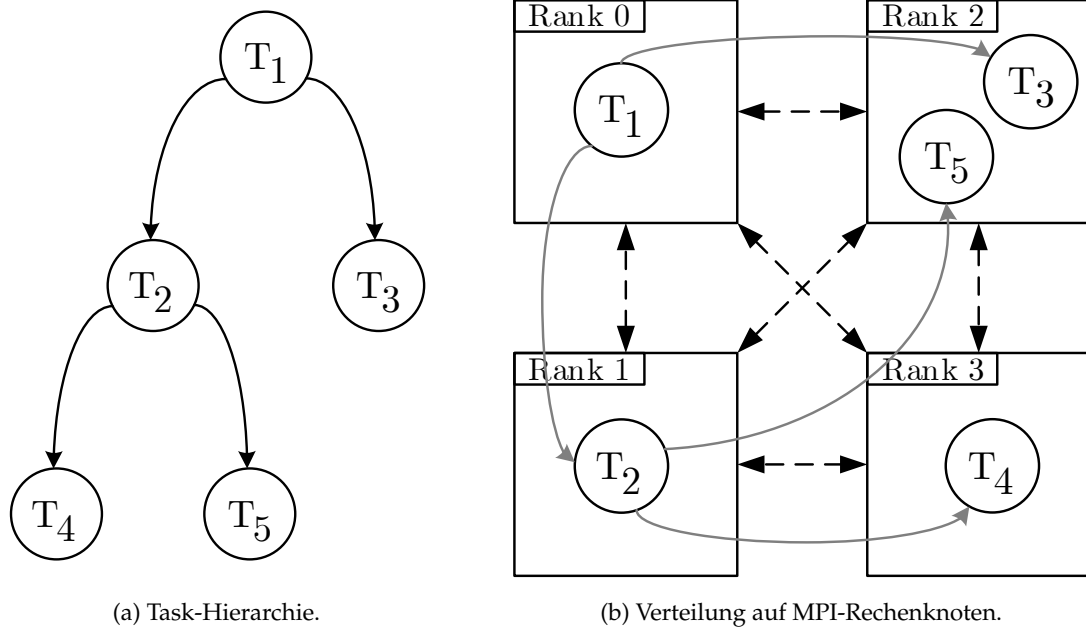 T1
T2
T3
T4
T5
(a) Task-Hierarchie.
Rank 0
T1
Rank 2
T3
T5
Rank 1
T2
Rank 3
T4
(b) Verteilung auf MPI-Rechenknoten.